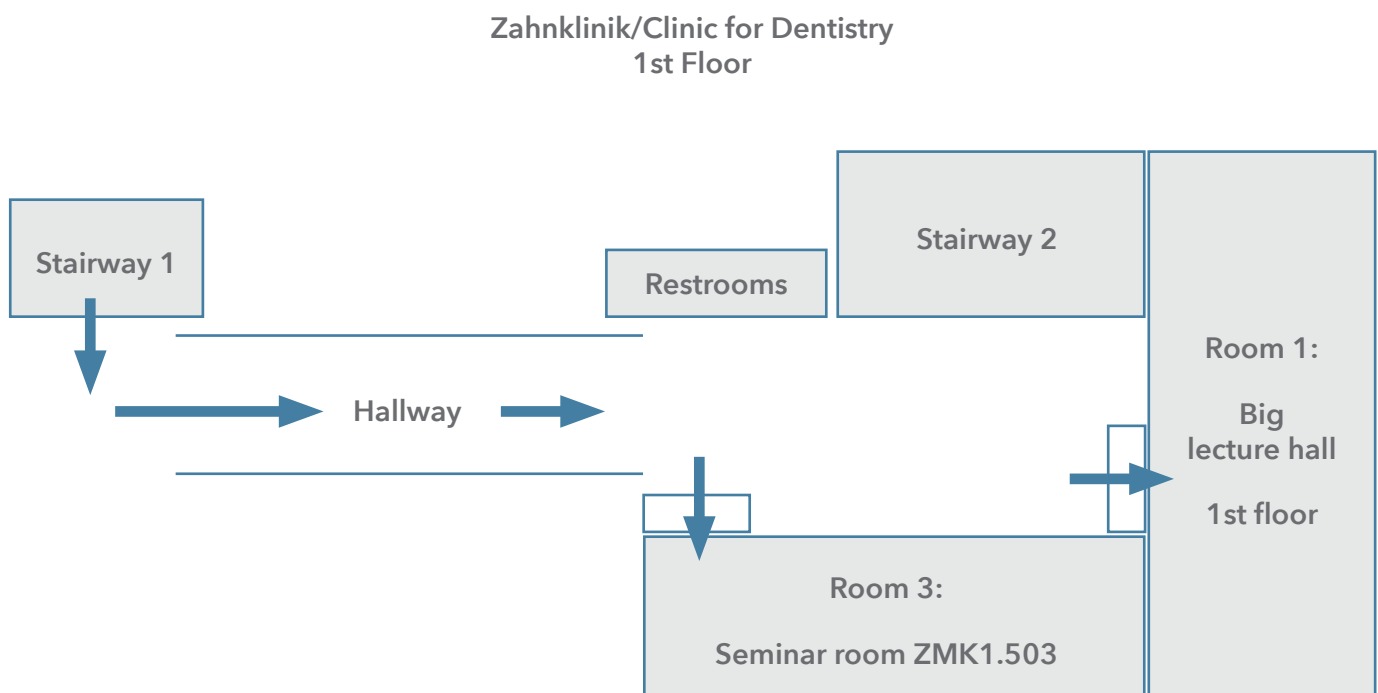 Zahnklinik/Clinic for Dentistry
1st Floor
Stairway 1
Hallway
Restrooms
Stairway 2
Room 1:
Big
lecture hall
1st floor
Room 3:
Seminar room ZMK1.503